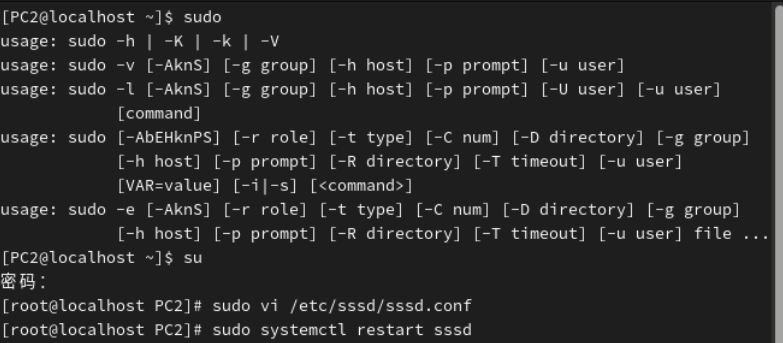 [PC2@localhost ~]$ sudo
usage: sudo -h | -K | -k | -V
usage: sudo -v [-AknS] [-g group] [-h host] [-p prompt] [-u user]
usage: sudo -l [-AknS] [-g group] [-h host] [-p prompt] [-U user] [-u user]
[command]
usage: sudo [-AbEHknPS] [-r role] [-t type] [-C num] [-D directory] [-g group]
[-h host] [-p prompt] [-R directory] [-T timeout] [-u user]
[VAR=value] [-i|-s] [<command>]
usage: sudo -e [-AknS] [-r role] [-t type] [-C num] [-D directory] [-g group]
[-h host] [-p prompt] [-R directory] [-T timeout] [-u user] file ...
[PC2@localhost ~]$ su
密码：
[root@localhost PC2]# sudo vi /etc/sssd/sssd.conf
[root@localhost PC2]# sudo systemctl restart sssd